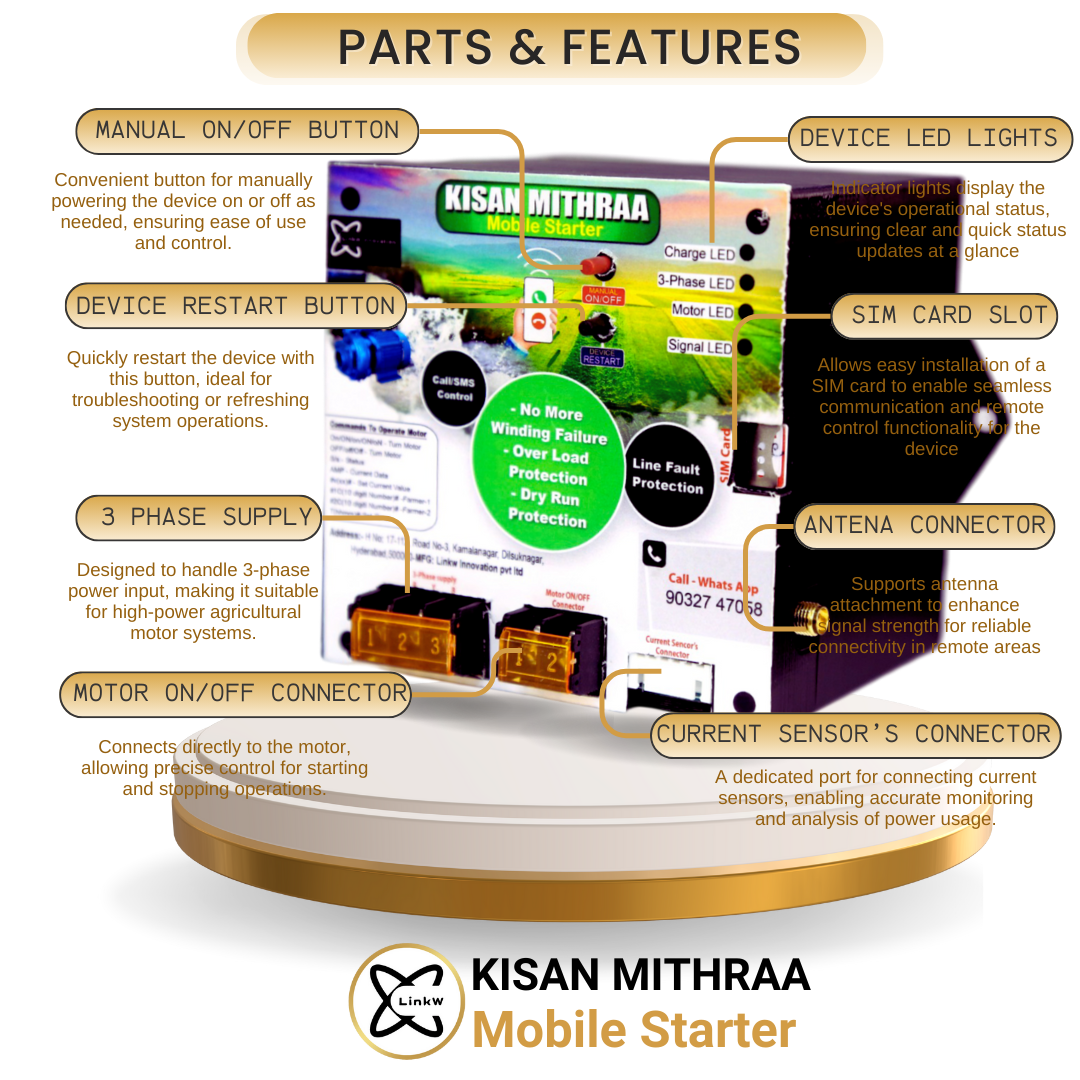 PARTS & FEATURES
MANUAL ON/OFF BUTTON
Convenient button for manually
powering the device on or off as
needed, ensuring ease of use
and control.
DEVICE RESTART BUTTON
Quickly restart the device with
this button, ideal for
troubleshooting or refreshing
system operations.
3 PHASE SUPPLY
Designed to handle 3-phase
power input, making it suitable
for high-power agricultural
motor systems.
MOTOR ON/OFF CONNECTOR
Connects directly to the motor,
allowing precise control for starting
and stopping operations.
KISAN MITHRAA
Mobile Starter
Charge LED
3-Phase LED
Motor LED
Signal LED
MANUAL
ON/OFF
DEVICE
RESTART
Call/SMS
Control
- No More
Winding Failure
- Over Load
Protection
- Dry Run
Protection
Line Fault
Protection
SIM Card
Commands To Operate Motor
Address:- H No: 17-11 Road No-3, Kamalanagar, Dilsuknagar,
Hyderabad -MFG: Linkw Innovation pvt ltd
3-Phase supply
1 2 3
Motor ON/OFF
Connector
1 2
Call - Whats App
90327 47058
Current Sencor's
Connector
DEVICE LED LIGHTS
Indicator lights display the
device's operational status,
ensuring clear and quick status
updates at a glance
SIM CARD SLOT
Allows easy installation of a
SIM card to enable seamless
communication and remote
control functionality for the
device
ANTENA CONNECTOR
Supports antenna
attachment to enhance
signal strength for reliable
connectivity in remote areas
CURRENT SENSOR'S CONNECTOR
A dedicated port for connecting current
sensors, enabling accurate monitoring
and analysis of power usage.
LinkW
KISAN MITHRAA
Mobile Starter